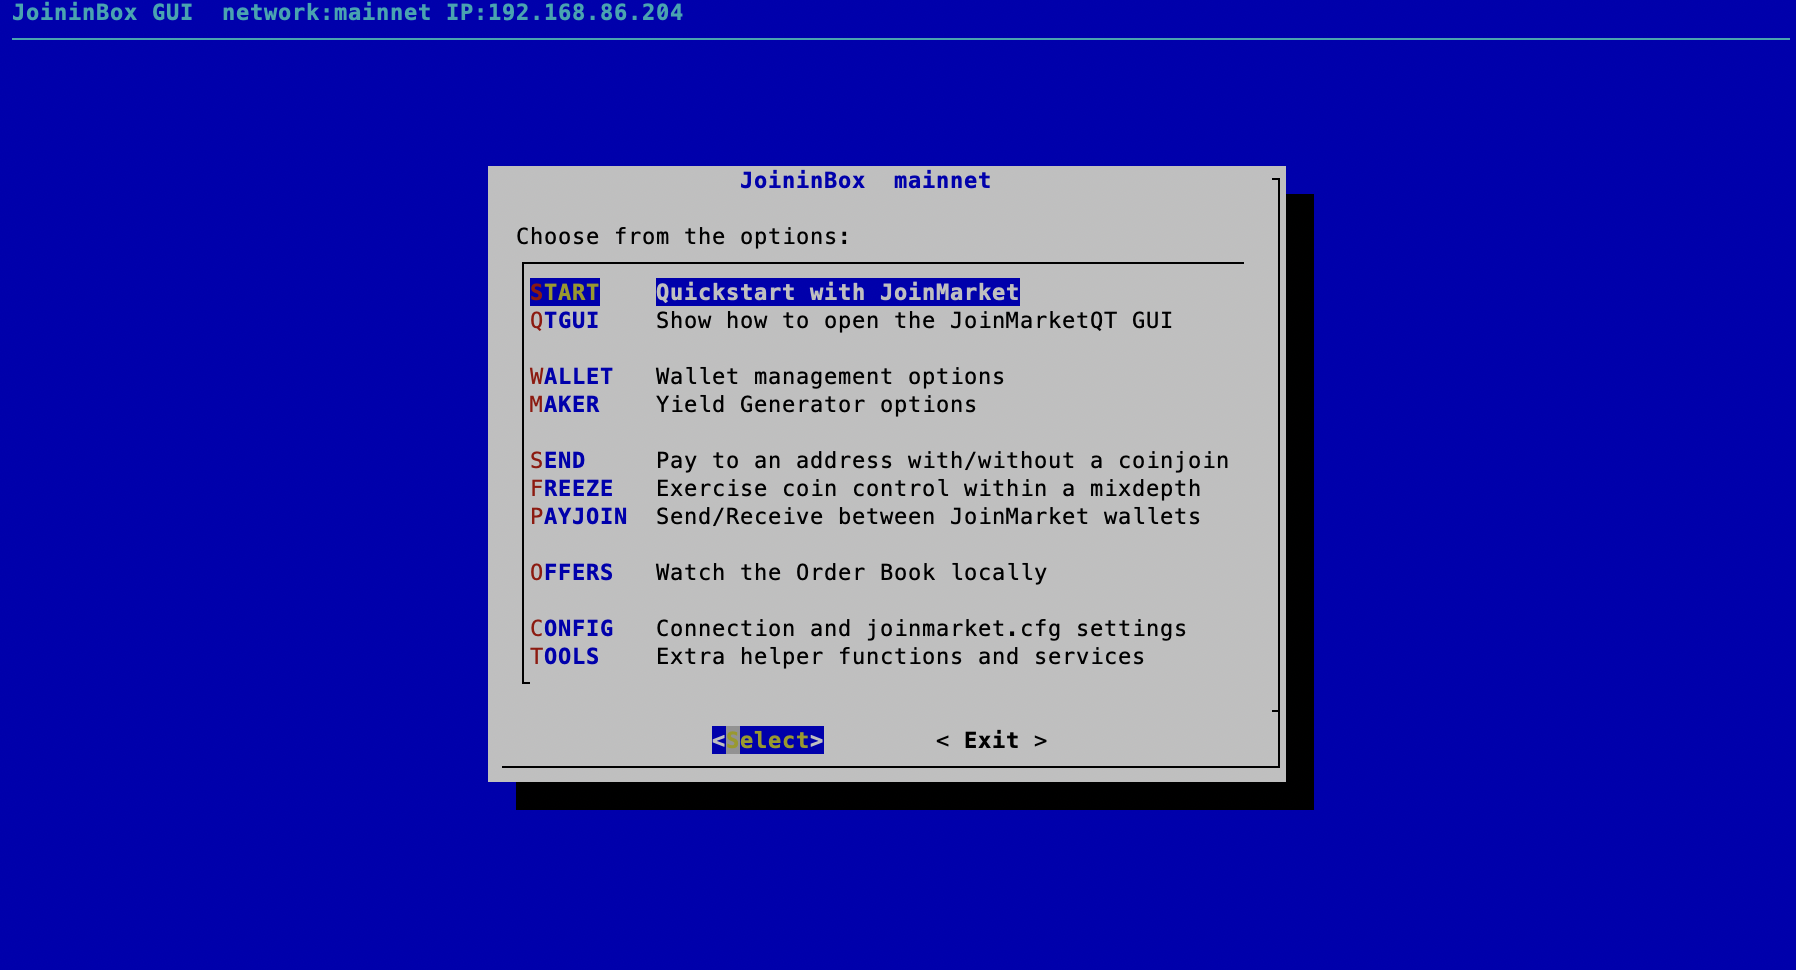 JoininBox GUI  network:mainnet IP:192.168.86.204
JoininBox  mainnet
Choose from the options:
START    Quickstart with JoinMarket
QTGUI    Show how to open the JoinMarketQT GUI
WALLET   Wallet management options
MAKER    Yield Generator options
SEND     Pay to an address with/without a coinjoin
FREEZE   Exercise coin control within a mixdepth
PAYJOIN  Send/Receive between JoinMarket wallets
OFFERS   Watch the Order Book locally
CONFIG   Connection and joinmarket.cfg settings
TOOLS    Extra helper functions and services
<Select>        < Exit >